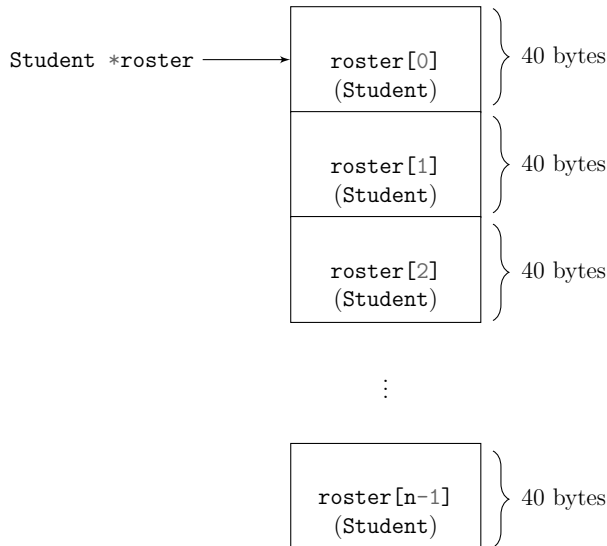 Student *roster
roster[0]
(Student)
40 bytes
roster[1]
(Student)
40 bytes
roster[2]
(Student)
40 bytes
⋮
roster[n-1]
(Student)
40 bytes